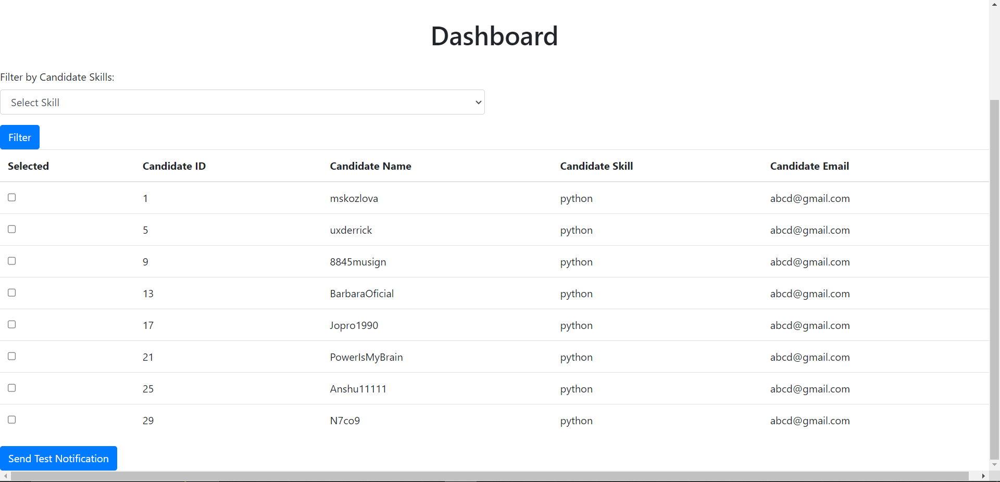 Dashboard
Filter by Candidate Skills:
Select Skill
Filter
Selected Candidate ID Candidate Name Candidate Skill Candidate Email
1 mskozlova python abcd@gmail.com
5 uxderrick python abcd@gmail.com
9 8845musign python abcd@gmail.com
13 BarbaraOficial python abcd@gmail.com
17 Jopro1990 python abcd@gmail.com
21 PowerIsMyBrain python abcd@gmail.com
25 Anshu11111 python abcd@gmail.com
29 N7co9 python abcd@gmail.com
Send Test Notification